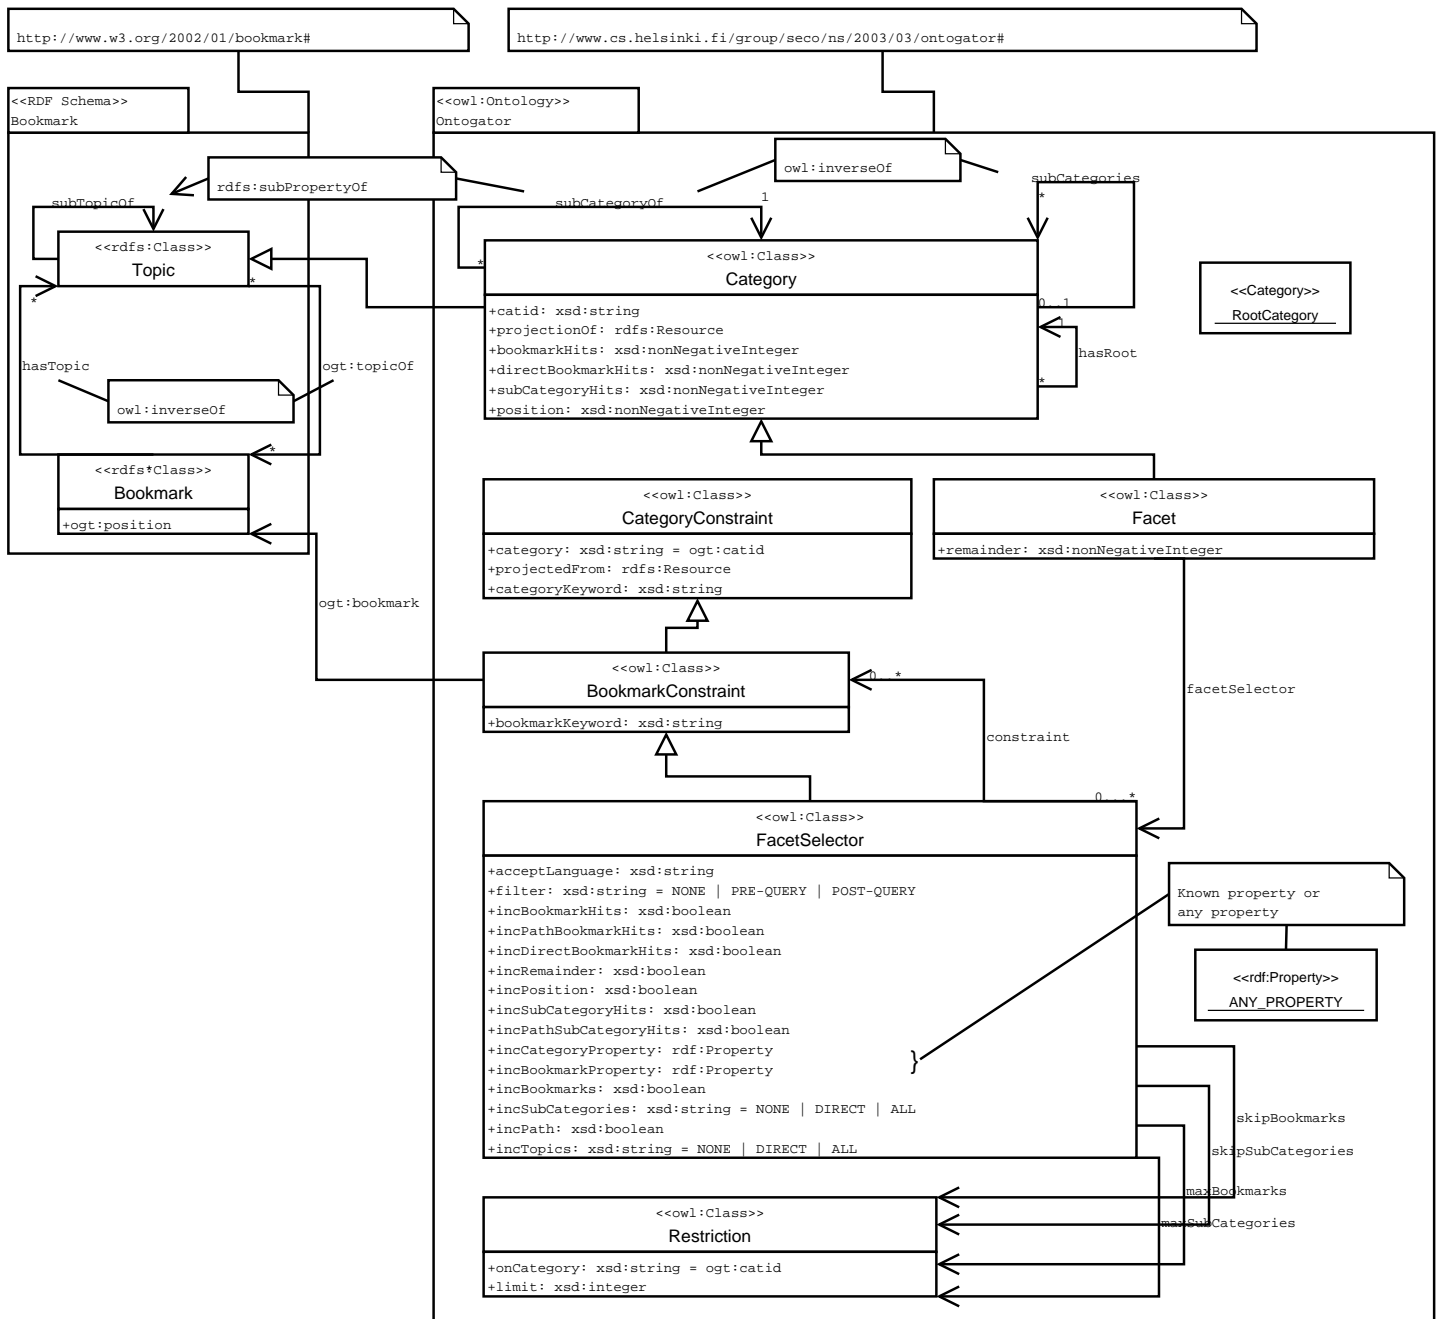 http://www.w3.org/2002/01/bookmark#
http://www.cs.helsinki.fi/group/seco/ns/2003/03/ontogator#
<<RDF Schema>>
Bookmark
<<owl:Ontology>>
Ontogator
rdfs:subPropertyOf
owl:inverseOf
subCategories
*
subTopicOf
subCategoryOf
1
<<rdfs:Class>>
Topic
*
*
<<owl:Class>>
Category
*
+catid: xsd:string
+projectionOf: rdfs:Resource
+bookmarkHits: xsd:nonNegativeInteger
+directBookmarkHits: xsd:nonNegativeInteger
+subCategoryHits: xsd:nonNegativeInteger
+position: xsd:nonNegativeInteger
0..1
1
hasRoot
*
<<Category>>
RootCategory
hasTopic
ogt:topicOf
owl:inverseOf
*
<<rdfs:Class>>
*
Bookmark
+ogt:position
<<owl:Class>>
CategoryConstraint
+category: xsd:string = ogt:catid
+projectedFrom: rdfs:Resource
+categoryKeyword: xsd:string
<<owl:Class>>
Facet
+remainder: xsd:nonNegativeInteger
ogt:bookmark
<<owl:Class>>
BookmarkConstraint
+bookmarkKeyword: xsd:string
0..*
facetSelector
constraint
0...*
<<owl:Class>>
FacetSelector
+acceptLanguage: xsd:string
+filter: xsd:string = NONE | PRE-QUERY | POST-QUERY
+incBookmarkHits: xsd:boolean
+incPathBookmarkHits: xsd:boolean
+incDirectBookmarkHits: xsd:boolean
+incRemainder: xsd:boolean
+incPosition: xsd:boolean
+incSubCategoryHits: xsd:boolean
+incPathSubCategoryHits: xsd:boolean
+incCategoryProperty: rdf:Property
+incBookmarkProperty: rdf:Property
}
+incBookmarks: xsd:boolean
+incSubCategories: xsd:string = NONE | DIRECT | ALL
+incPath: xsd:boolean
+incTopics: xsd:string = NONE | DIRECT | ALL
Known property or
any property
<<rdf:Property>>
ANY_PROPERTY
skipBookmarks
skipSubCategories
maxBookmarks
maxSubCategories
<<owl:Class>>
Restriction
+onCategory: xsd:string = ogt:catid
+limit: xsd:integer